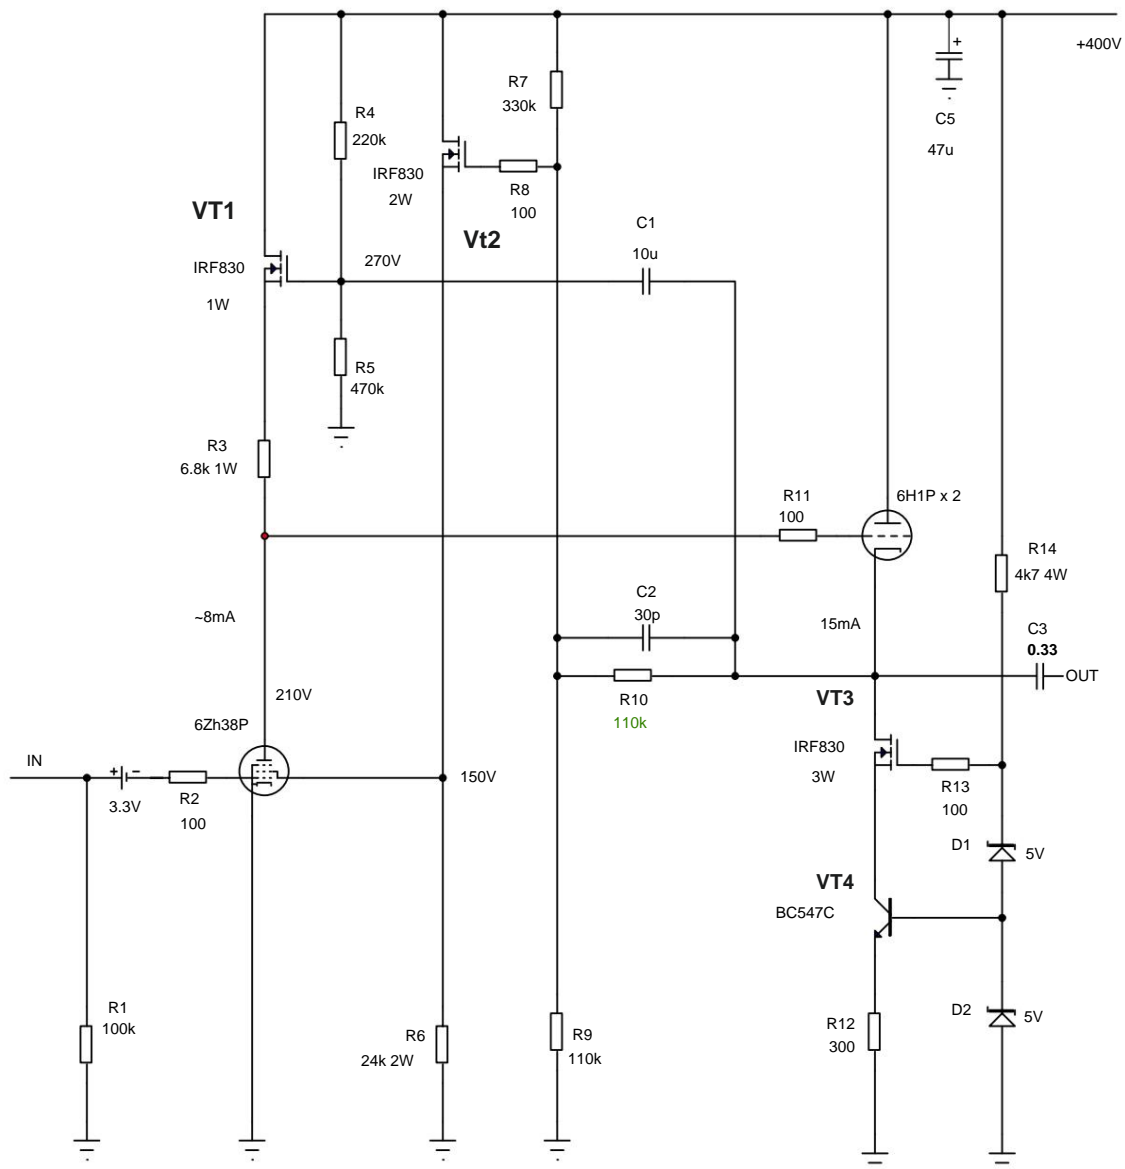 +400V
R7
330k
C5
47u
R4
220k
IRF830
2W
R8
100
VT1
Vt2
C1
10u
270V
IRF830
1W
R5
470k
R3
6.8k 1W
R11
100
6H1P x 2
R14
4k7 4W
C2
30p
~8mA
15mA
C3
0.33
OUT
R10
110k
210V
VT3
6Zh38P
IRF830
3W
IN
+ -
3.3V
R2
100
150V
R13
100
D1
5V
VT4
BC547C
R1
100k
R6
24k 2W
R9
110k
R12
300
D2
5V
+